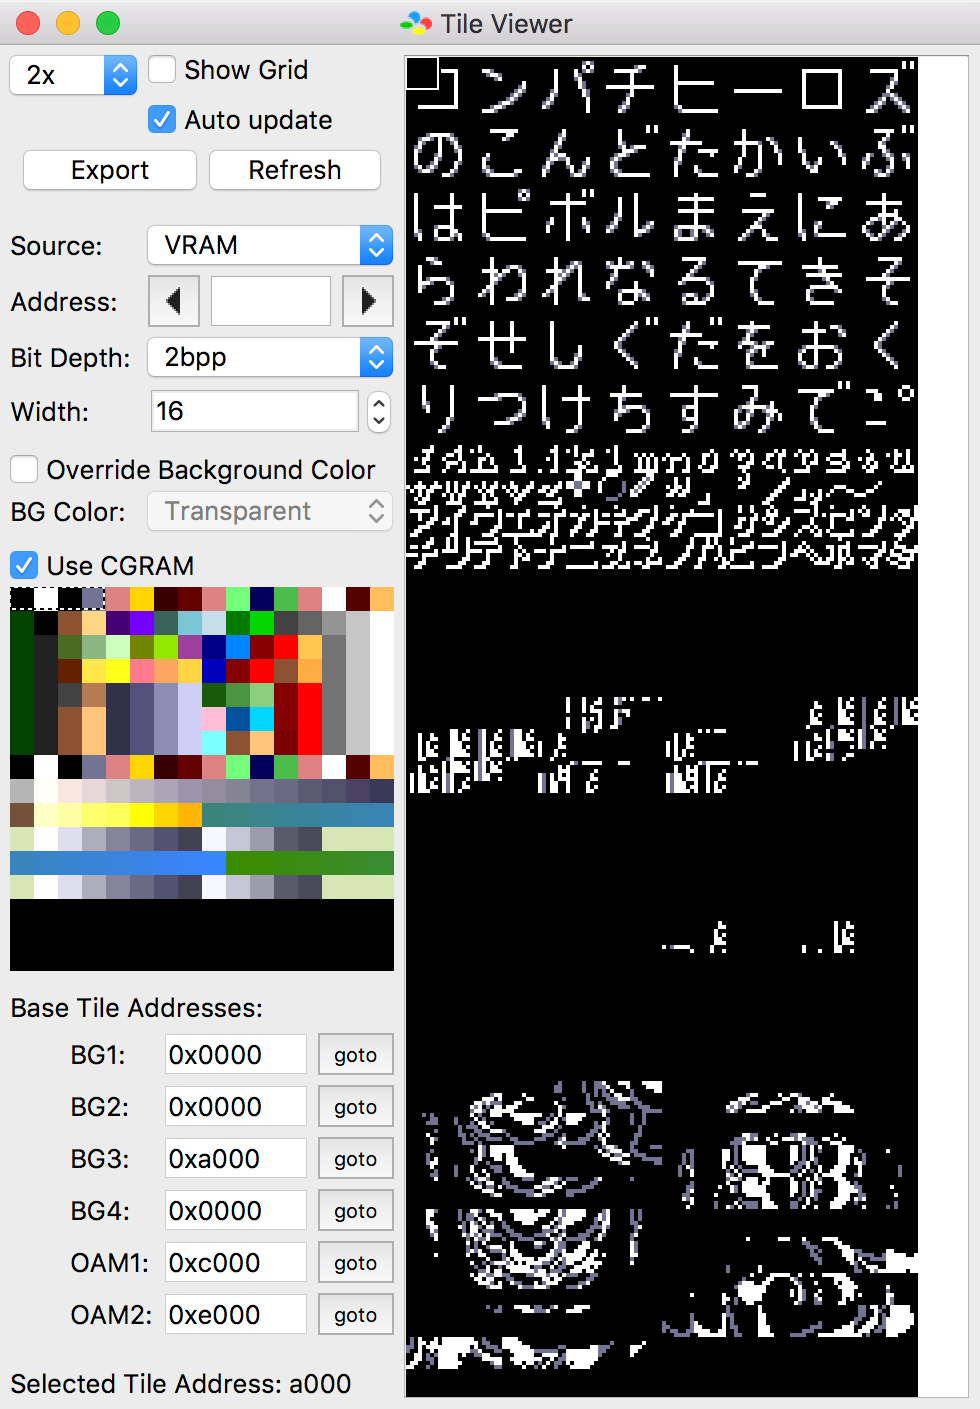 Tile Viewer
2x
Show Grid
Auto update
Export Refresh
Source: VRAM
Address:
Bit Depth: 2bpp
Width: 16
Override Background Color
BG Color: Transparent
Use CGRAM
Base Tile Addresses:
BG1: 0x0000 goto
BG2: 0x0000 goto
BG3: 0xa000 goto
BG4: 0x0000 goto
OAM1: 0xc000 goto
OAM2: 0xe000 goto
Selected Tile Address: a000
コンパチヒーローズ
のこんどたかいぶ
はピボルまえにあ
らわれなるてきそ
ぞせしぐだをおく
りつけちすみで